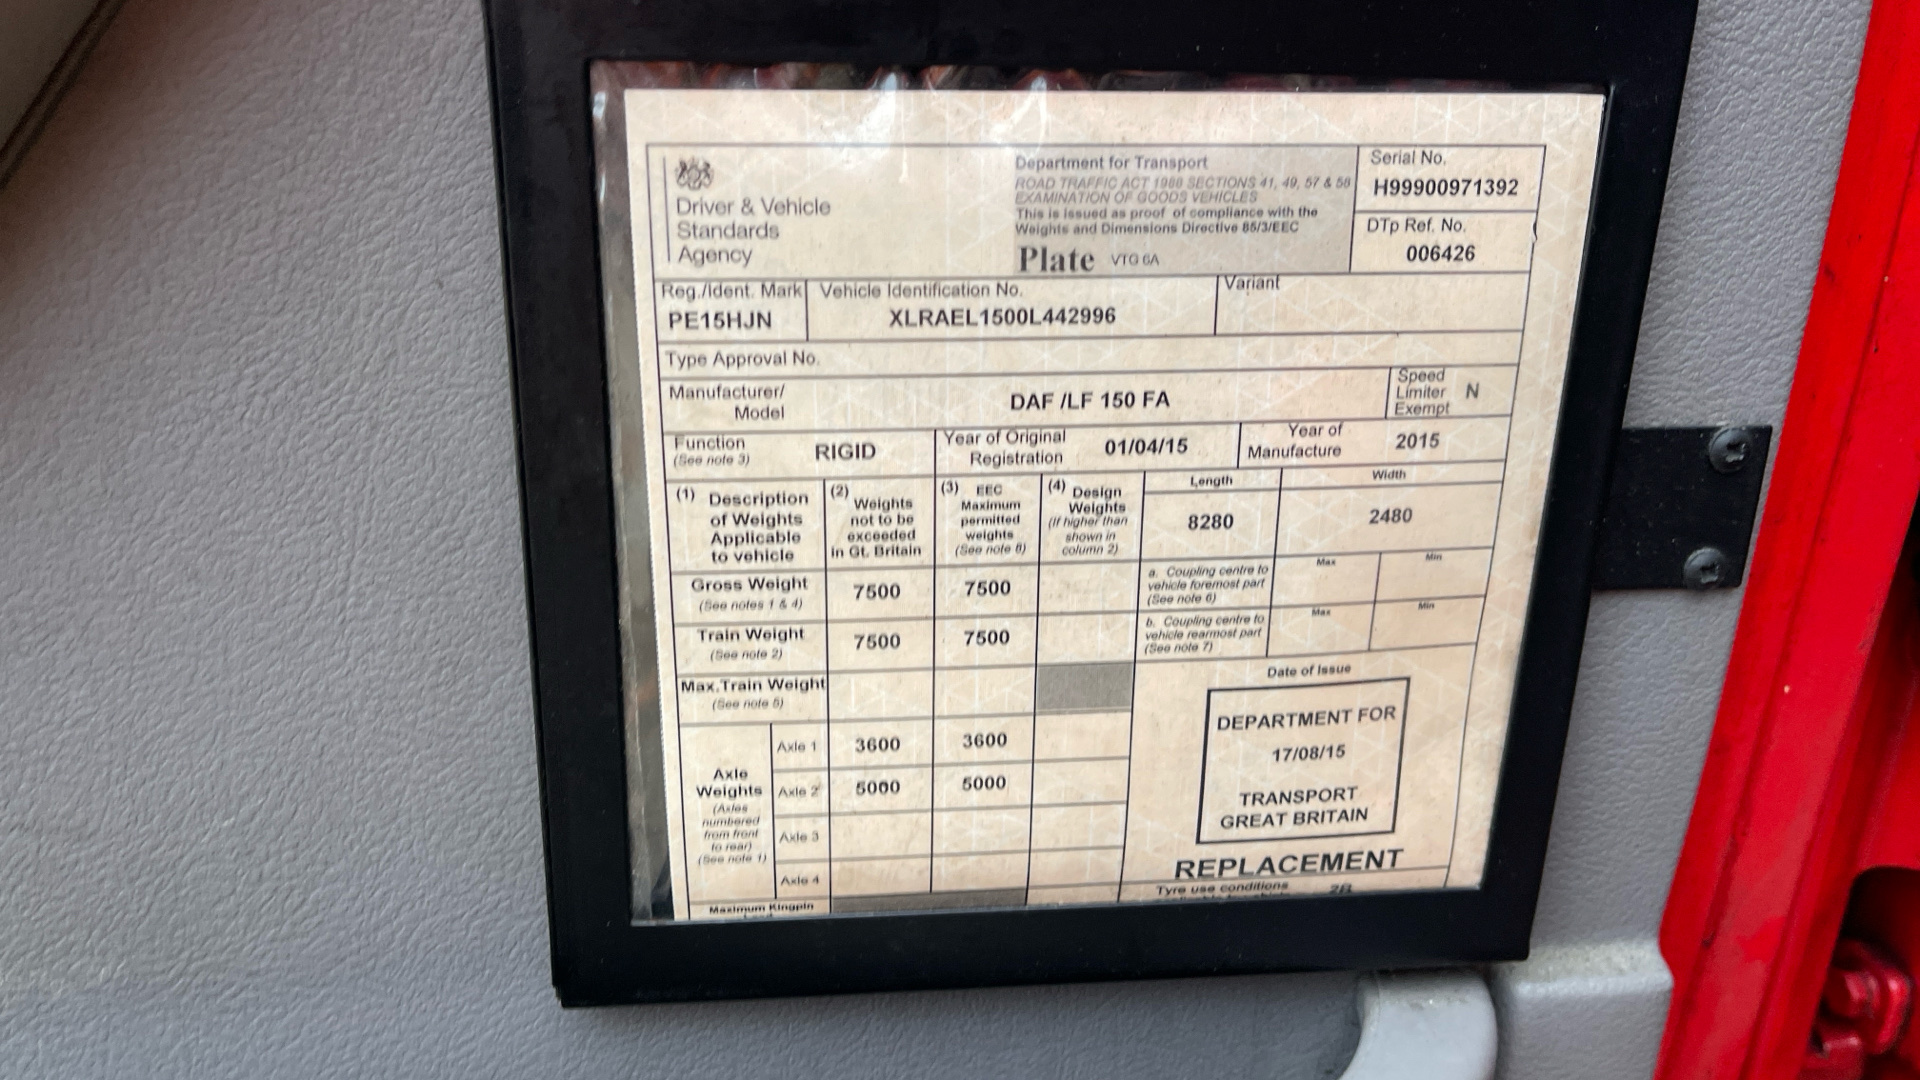 Driver & Vehicle
Standards
Agency
Department for Transport
ROAD TRAFFIC ACT 1988 SECTIONS 41, 49, 57 & 58
EXAMINATION OF GOODS VEHICLES
This is issued as proof of compliance with the
Weights and Dimensions Directive 85/3/EEC
Plate VTG 6A
Serial No.
H99900971392
DTp Ref. No.
006426
Reg./Ident. Mark
PE15HJN
Vehicle Identification No.
XLRAEL1500L442996
Variant
Type Approval No.
Manufacturer/
Model
DAF /LF 150 FA
Speed
Limiter
Exempt
N
Function
(See note 3)
RIGID
Year of Original
Registration
01/04/15
Year of
Manufacture
2015
(1) Description
of Weights
Applicable
to vehicle
(2) Weights
not to be
exceeded
in Gt. Britain
(3) EEC
Maximum
permitted
weights
(See note 8)
(4) Design
Weights
(If higher than
shown in
column 2)
Length
8280
Width
2480
Gross Weight
(See notes 1 & 4)
7500
7500
a. Coupling centre to
vehicle foremost part
(See note 6)
Max
Min
Train Weight
(See note 2)
7500
7500
b. Coupling centre to
vehicle rearmost part
(See note 7)
Max
Min
Max.Train Weight
(See note 5)
Axle
Weights
(Axles
numbered
from front
to rear)
(See note 1)
Axle 1
3600
3600
Axle 2
5000
5000
Axle 3
Axle 4
Date of Issue
DEPARTMENT FOR
17/08/15
TRANSPORT
GREAT BRITAIN
REPLACEMENT
Tyre use conditions
Maximum Kingpin